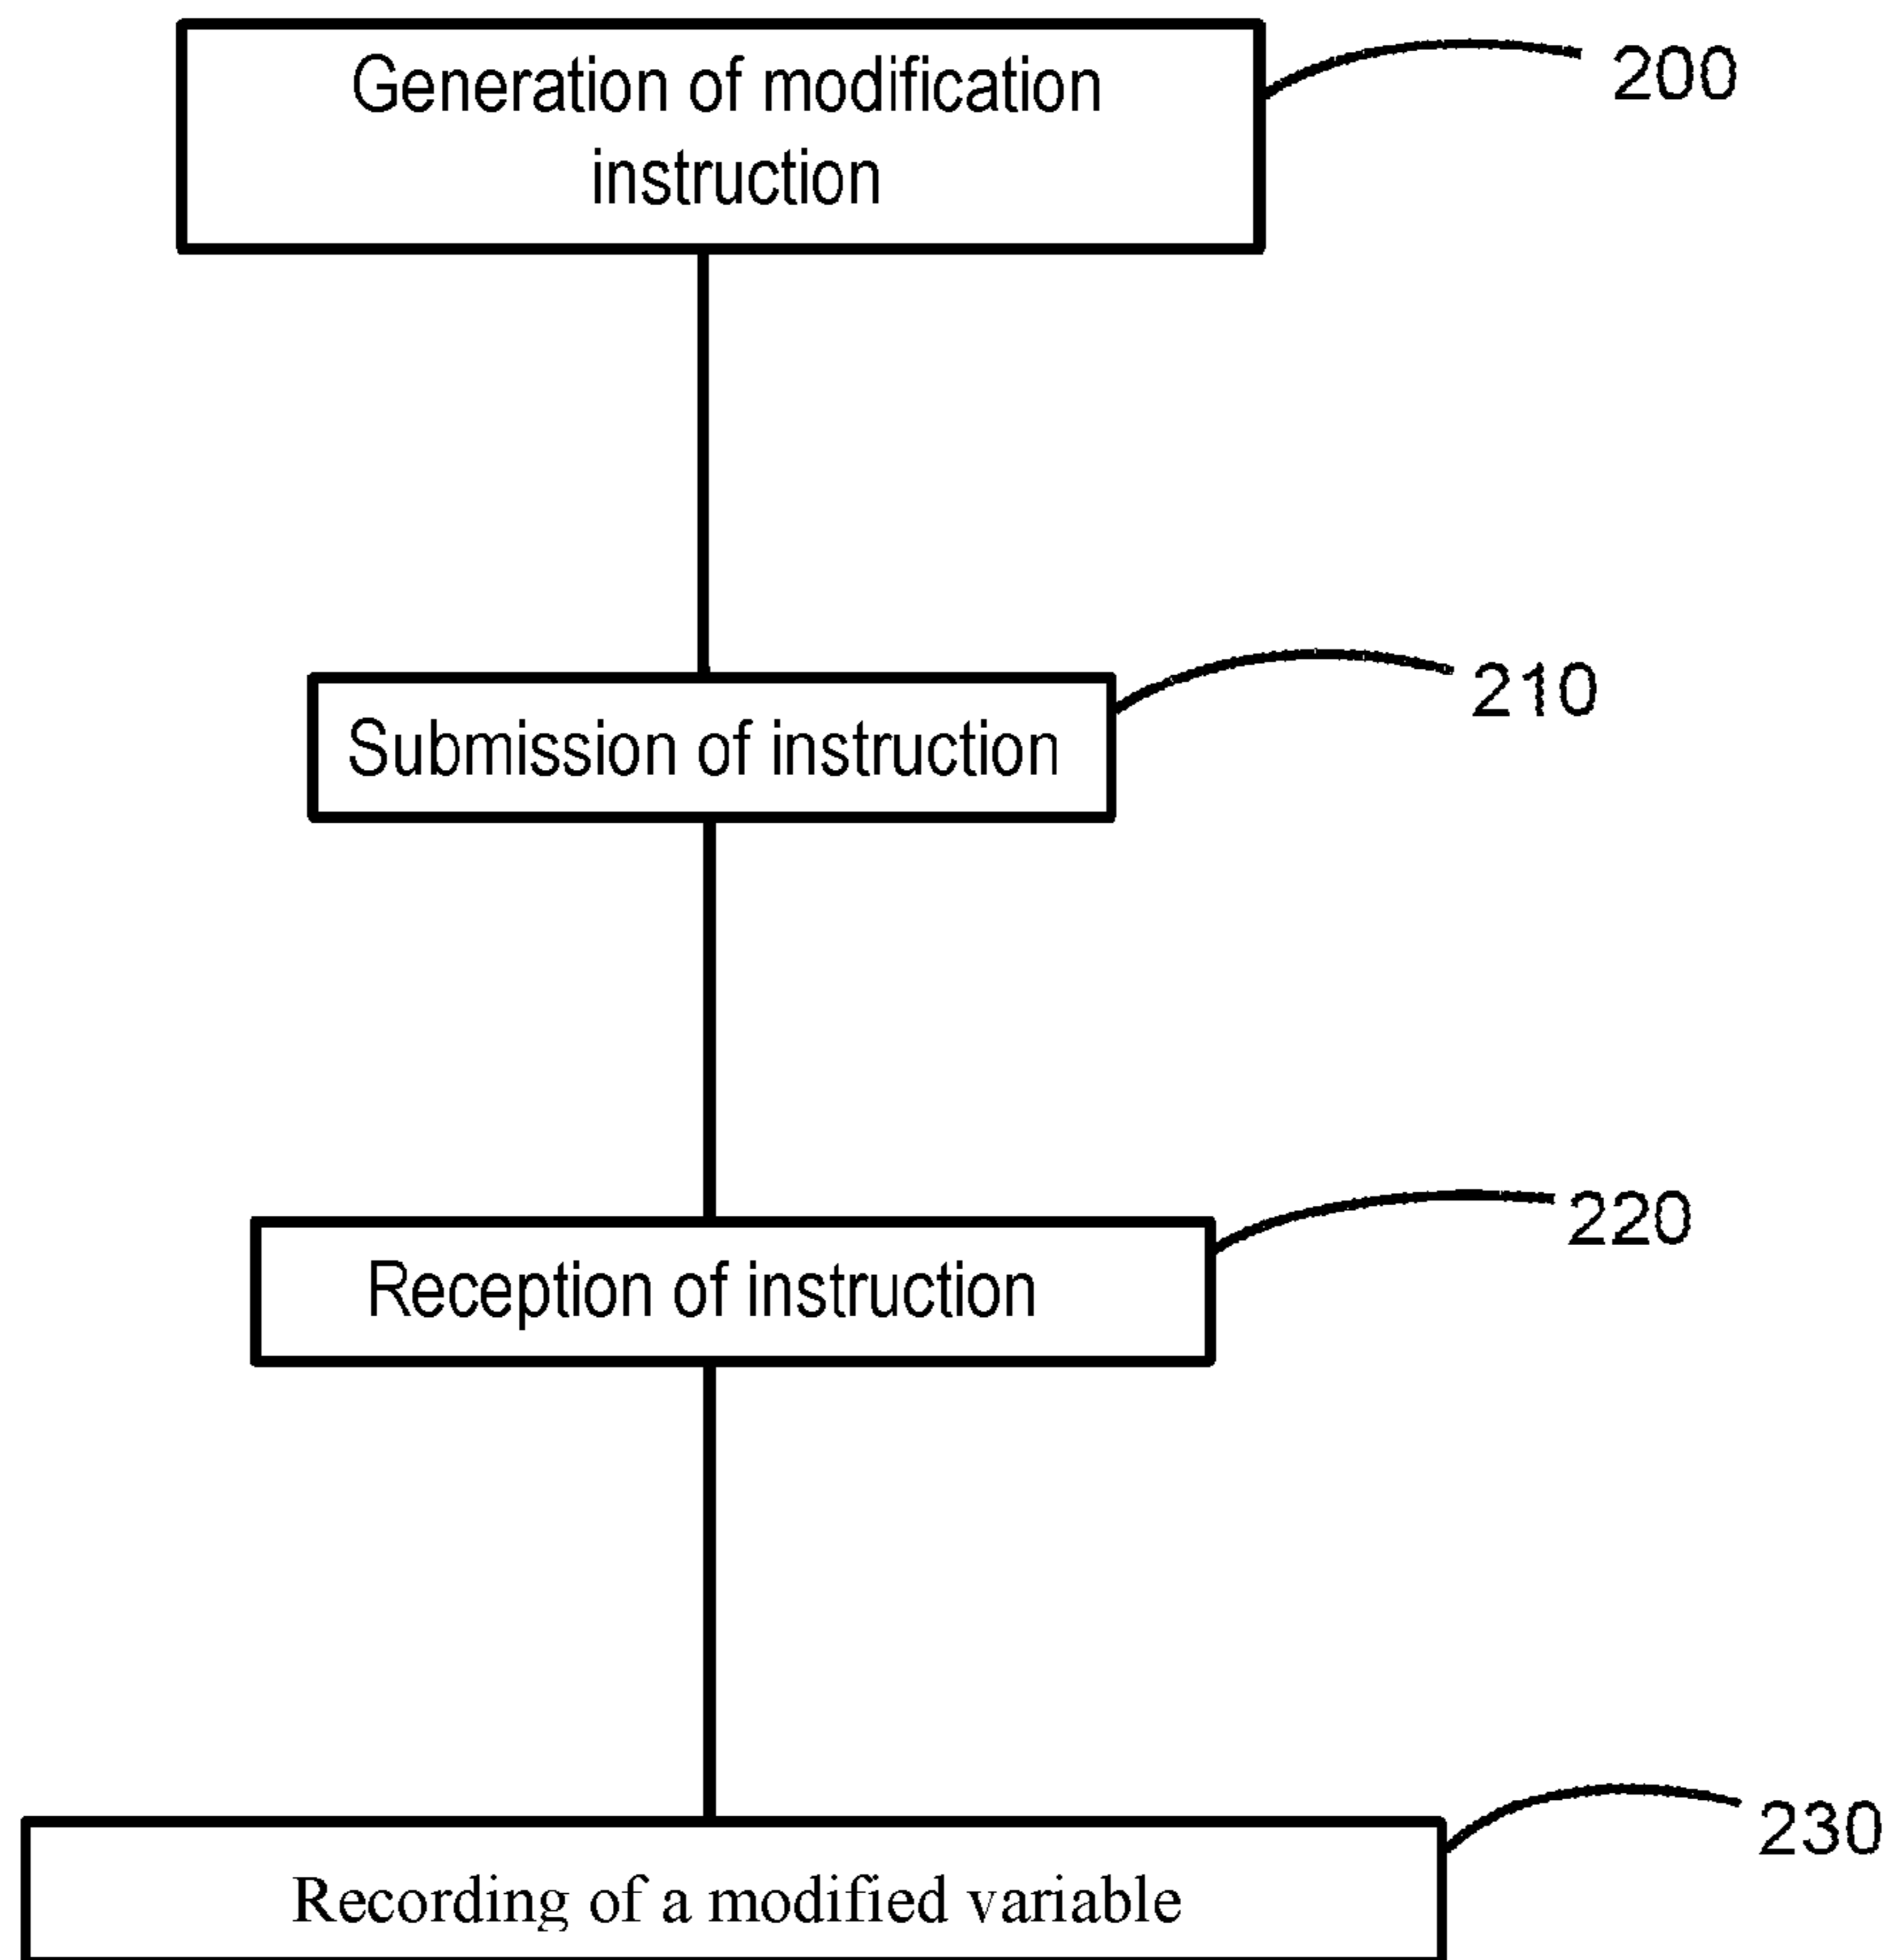 Generation of modification
instruction
200
Submission of instruction
210
Reception of instruction
220
Recording of a modified variable
230